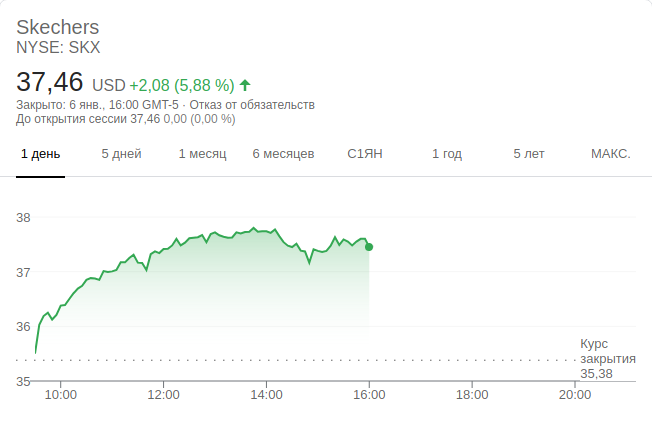 Skechers
NYSE: SKX
37,46 USD +2,08 (5,88 %)
Закрыто: 6 янв., 16:00 GMT-5 · Отказ от обязательств
До открытия сессии 37,46 0,00 (0,00 %)
1 день 5 дней 1 месяц 6 месяцев С1ЯН 1 год 5 лет МАКС.
38
37
36
Курс
закрытия
35,38
35
10:00 12:00 14:00 16:00 18:00 20:00